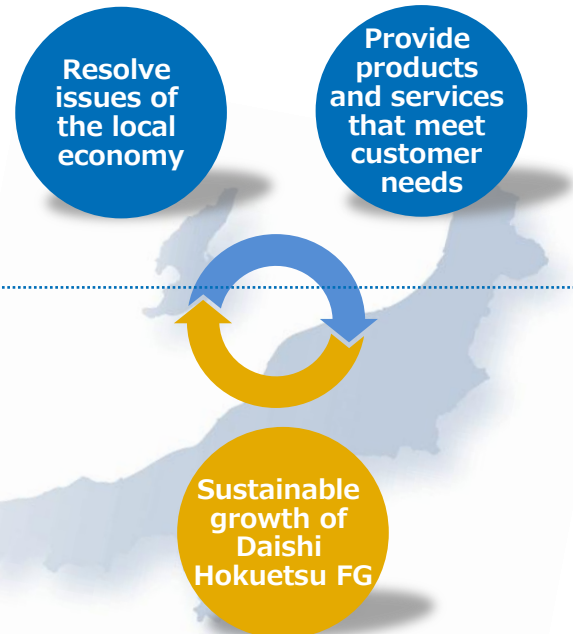 Resolve
issues of
the local
economy
Provide
products
and services
that meet
customer
needs
Sustainable
growth of
Daishi
Hokuetsu FG